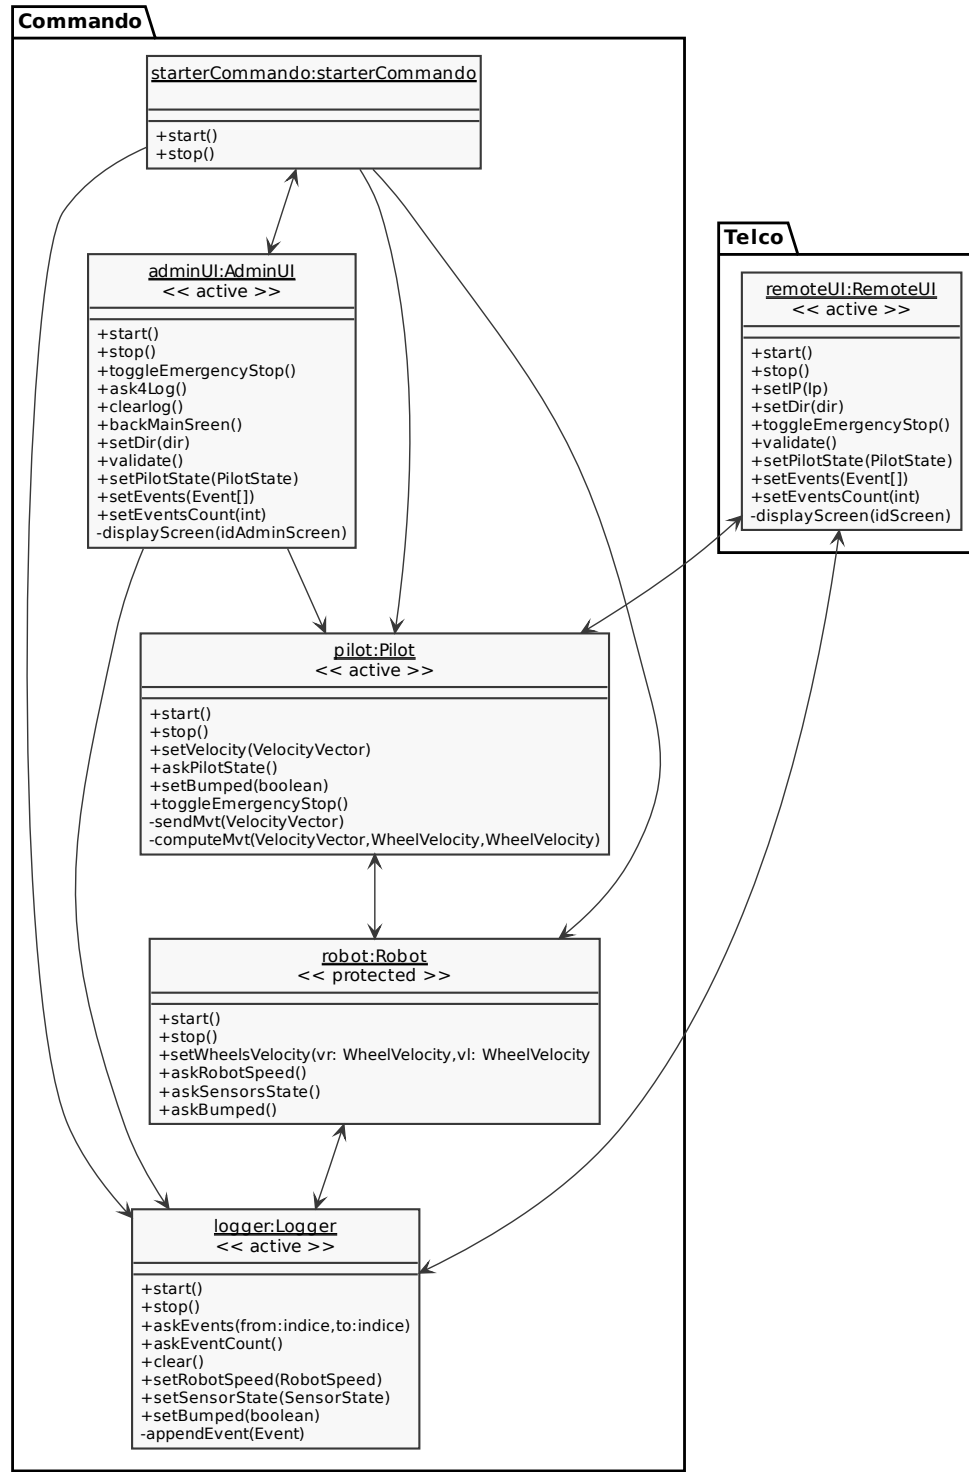 Commando
starterCommando:starterCommando
+start()
+stop()
adminUI:AdminUI
<< active >>
+start()
+stop()
+toggleEmergencyStop()
+ask4Log()
+clearlog()
+backMainSreen()
+setDir(dir)
+validate()
+setPilotState(PilotState)
+setEvents(Event[])
+setEventsCount(int)
-displayScreen(idAdminScreen)
Telco
remoteUI:RemoteUI
<< active >>
+start()
+stop()
+setIP(Ip)
+setDir(dir)
+toggleEmergencyStop()
+validate()
+setPilotState(PilotState)
+setEvents(Event[])
+setEventsCount(int)
-displayScreen(idScreen)
pilot:Pilot
<< active >>
+start()
+stop()
+setVelocity(VelocityVector)
+askPilotState()
+setBumped(boolean)
+toggleEmergencyStop()
-sendMvt(VelocityVector)
-computeMvt(VelocityVector,WheelVelocity,WheelVelocity)
robot:Robot
<< protected >>
+start()
+stop()
+setWheelsVelocity(vr: WheelVelocity,vl: WheelVelocity
+askRobotSpeed()
+askSensorsState()
+askBumped()
logger:Logger
<< active >>
+start()
+stop()
+askEvents(from:indice,to:indice)
+askEventCount()
+clear()
+setRobotSpeed(RobotSpeed)
+setSensorState(SensorState)
+setBumped(boolean)
-appendEvent(Event)